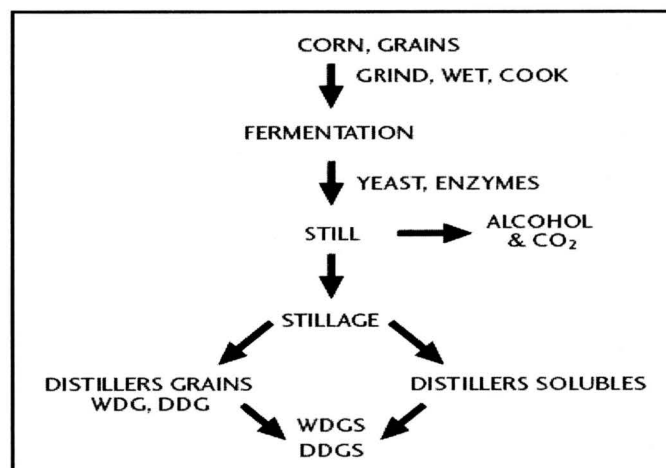 CORN, GRAINS
GRIND, WET, COOK
FERMENTATION
YEAST, ENZYMES
STILL
ALCOHOL
& CO₂
STILLAGE
DISTILLERS GRAINS
WDG, DDG
DISTILLERS SOLUBLES
WDGS
DDGS